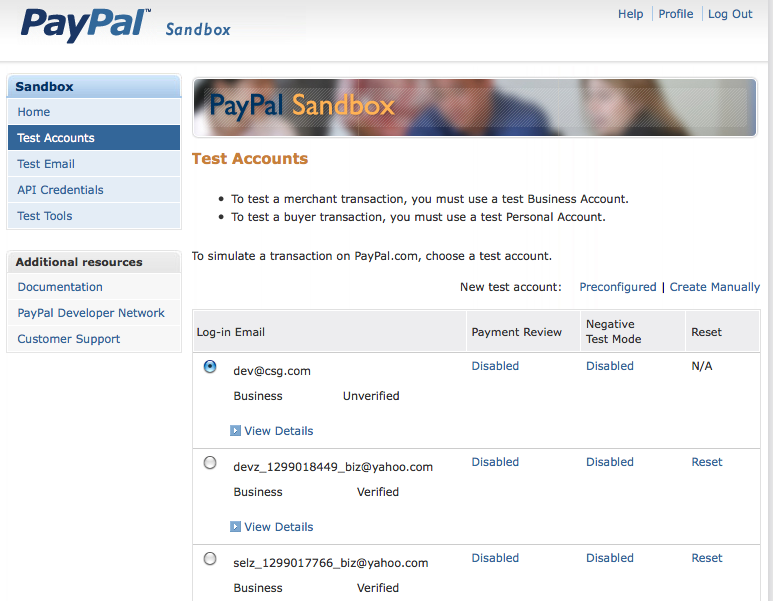 PayPal™ Sandbox
Help Profile Log Out
Sandbox
Home
Test Accounts
Test Email
API Credentials
Test Tools
Additional resources
Documentation
PayPal Developer Network
Customer Support
PayPal Sandbox
Test Accounts
• To test a merchant transaction, you must use a test Business Account.
• To test a buyer transaction, you must use a test Personal Account.
To simulate a transaction on PayPal.com, choose a test account.
New test account: Preconfigured | Create Manually
Log-in Email Payment Review Negative Test Mode Reset
dev@csg.com Disabled Disabled N/A
Business Unverified
View Details
devz_1299018449_biz@yahoo.com Disabled Disabled Reset
Business Verified
View Details
selz_1299017766_biz@yahoo.com Disabled Disabled Reset
Business Verified